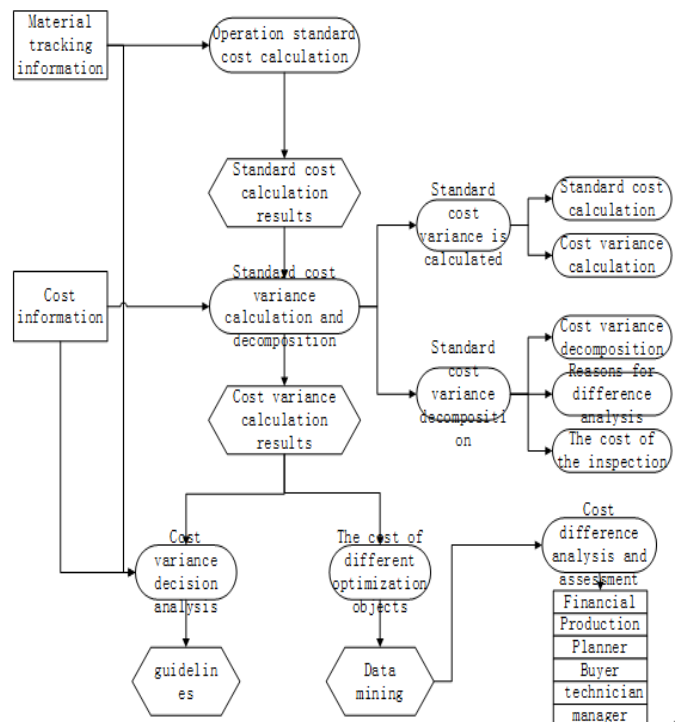 Material
tracking
information
Operation standard
cost calculation
Standard cost
calculation
results
Standard
cost
variance is
calculated
Standard cost
calculation
Cost variance
calculation
Cost
information
Standard cost
variance
calculation and
decomposition
Standard
cost
variance
decompositi
on
Cost variance
decomposition
Reasons for
difference
analysis
The cost of
the inspection
Cost variance
calculation
results
Cost
variance
decision
analysis
The cost of
different
optimization
objects
Cost
difference
analysis and
assessment
guidelin
es
Data
mining
Financial
Production
Planner
Buyer
technician
manager